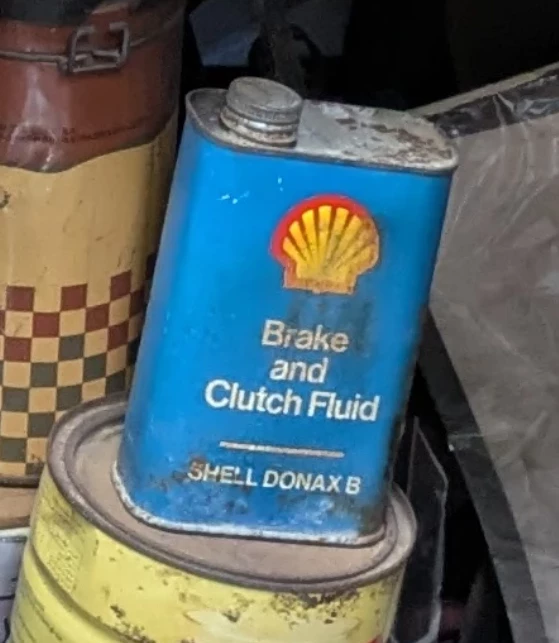 Brake
and
Clutch Fluid
SHELL DONAX B